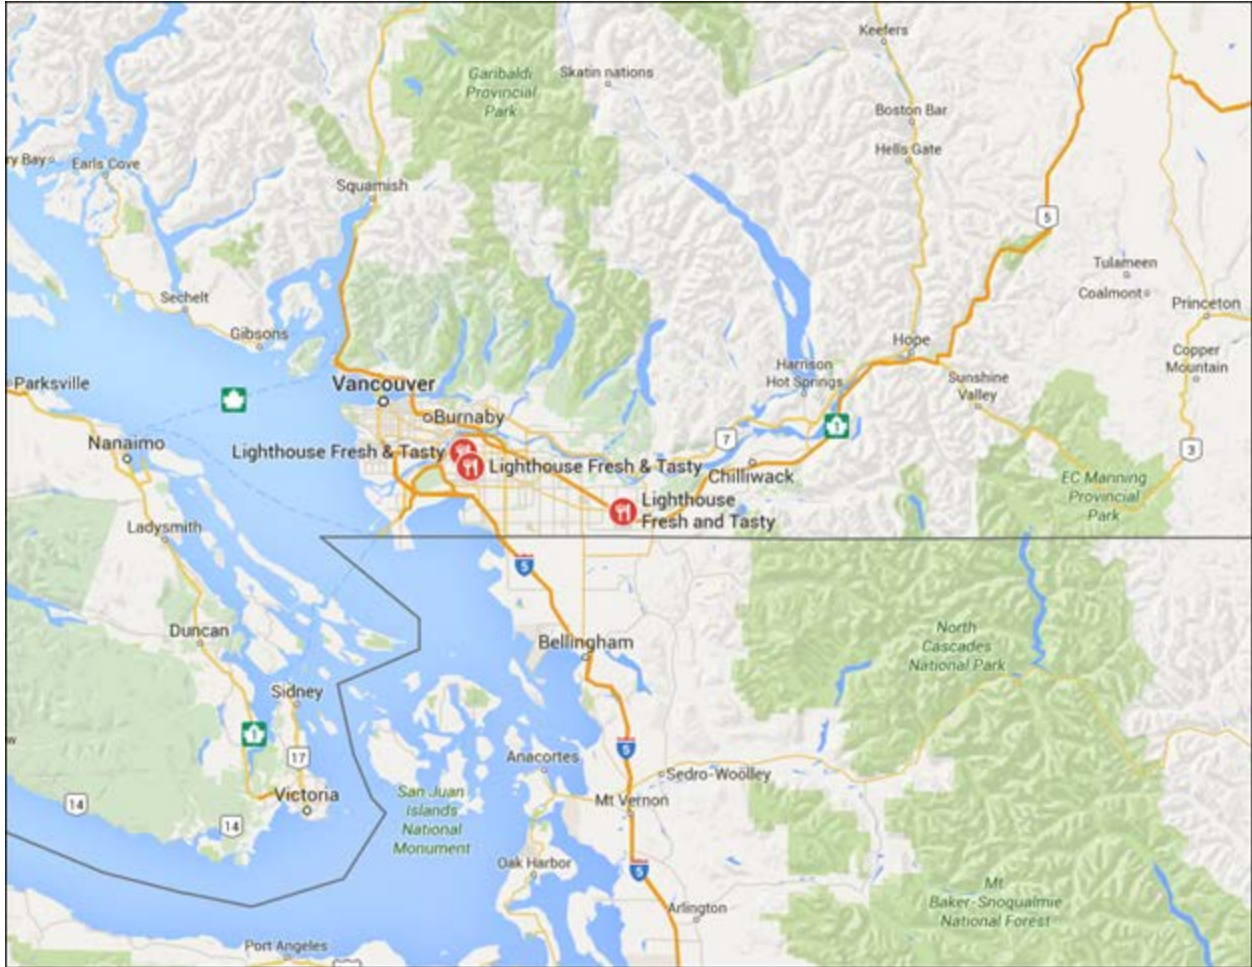 Keefers
Garibaldi
Provincial
Park
Skatin nations
Boston Bar
Hells Gate
ry Bay
Earls Cove
Squamish
5
Tulameen
Coalmont
Sechelt
Princeton
Gibsons
Hope
Copper
Mountain
Harrison
Hot Springs
Sunshine
Valley
Parksville
Vancouver
Burnaby
1
7
Nanaimo
Lighthouse Fresh & Tasty
Lighthouse Fresh & Tasty
Chilliwack
3
EC Manning
Provincial
Park
Lighthouse
Fresh and Tasty
Ladysmith
5
Duncan
Bellingham
North
Cascades
National Park
Sidney
1
17
w
5
Anacortes
Sedro-Woolley
14
Victoria
San Juan
Islands
National
Monument
Mt Vernon
14
Oak Harbor
5
Mt
Baker-Snoqualmie
National Forest
Arlington
Port Angeles